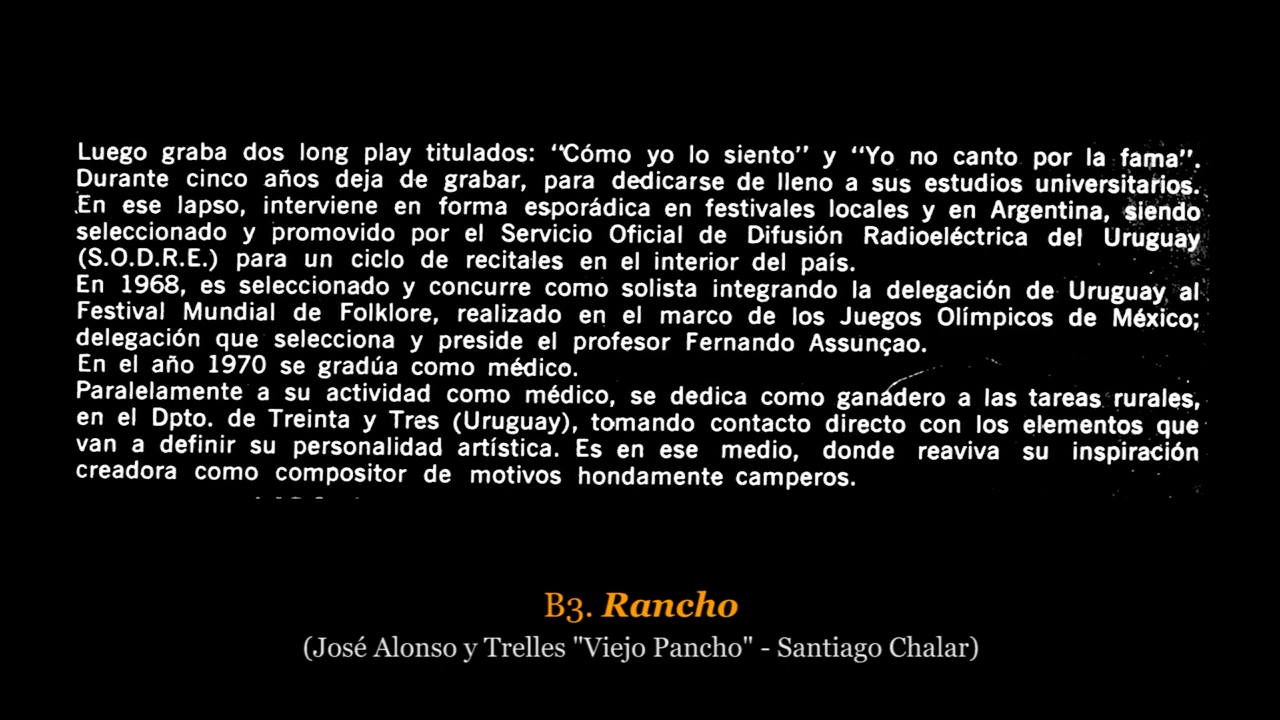 Luego graba dos long play titulados: “Cómo yo lo siento” y “Yo no canto por la fama”.
Durante cinco años deja de grabar, para dedicarse de lleno a sus estudios universitarios.
En ese lapso, interviene en forma esporádica en festivales locales y en Argentina, siendo
seleccionado y promovido por el Servicio Oficial de Difusión Radioeléctrica del Uruguay
(S.O.D.R.E.) para un ciclo de recitales en el interior del país.
En 1968, es seleccionado y concurre como solista integrando la delegación de Uruguay al
Festival Mundial de Folklore, realizado en el marco de los Juegos Olímpicos de México;
delegación que selecciona y preside el profesor Fernando Assunçao.
En el año 1970 se gradúa como médico.
Paralelamente a su actividad como médico, se dedica como ganadero a las tareas rurales,
en el Dpto. de Treinta y Tres (Uruguay), tomando contacto directo con los elementos que
van a definir su personalidad artística. Es en ese medio, donde reaviva su inspiración
creadora como compositor de motivos hondamente camperos.
B3. Rancho
(José Alonso y Trelles "Viejo Pancho" - Santiago Chalar)